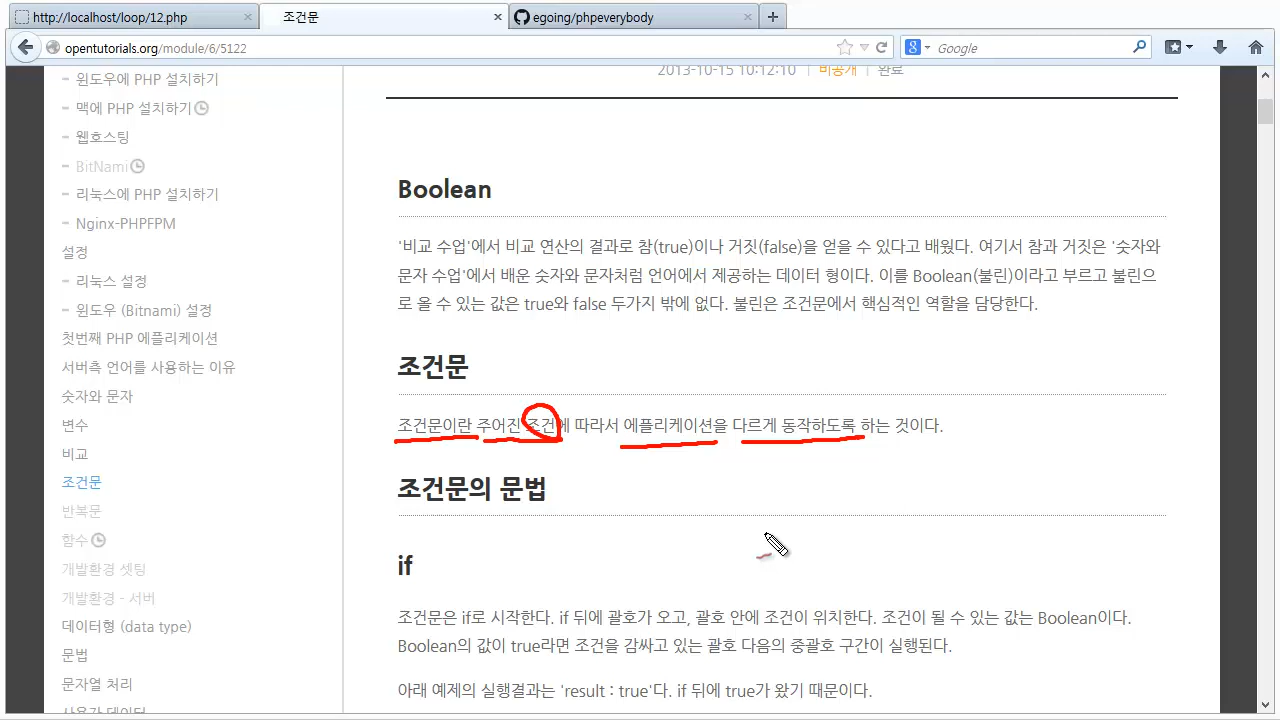 http://localhost/loop/12.php
조건문
egoing/phpeverybody
opentutorials.org/module/6/5122
Google
윈도우에 PHP 설치하기
맥에 PHP 설치하기
웹호스팅
BitNami
리눅스에 PHP 설치하기
Nginx-PHPFPM
설정
리눅스 설정
윈도우 (Bitnami) 설정
첫번째 PHP 에플리케이션
서버측 언어를 사용하는 이유
숫자와 문자
변수
비교
조건문
반복문
함수
개발환경 셋팅
개발환경 - 서버
데이터형 (data type)
문법
문자열 처리
사용자 데이터
2013-10-15 10:12:10 | 비공개 | 완료
Boolean
'비교 수업'에서 비교 연산의 결과로 참(true)이나 거짓(false)을 얻을 수 있다고 배웠다. 여기서 참과 거짓은 '숫자와
문자 수업'에서 배운 숫자와 문자처럼 언어에서 제공하는 데이터 형이다. 이를 Boolean(불린)이라고 부르고 불린으
로 올 수 있는 값은 true와 false 두가지 밖에 없다. 불린은 조건문에서 핵심적인 역할을 담당한다.
조건문
조건문이란 주어진 조건에 따라서 에플리케이션을 다르게 동작하도록 하는 것이다.
조건문의 문법
if
조건문은 if로 시작한다. if 뒤에 괄호가 오고, 괄호 안에 조건이 위치한다. 조건이 될 수 있는 값는 Boolean이다.
Boolean의 값이 true라면 조건을 감싸고 있는 괄호 다음의 중괄호 구간이 실행된다.
아래 예제의 실행결과는 'result : true'다. if 뒤에 true가 왔기 때문이다.